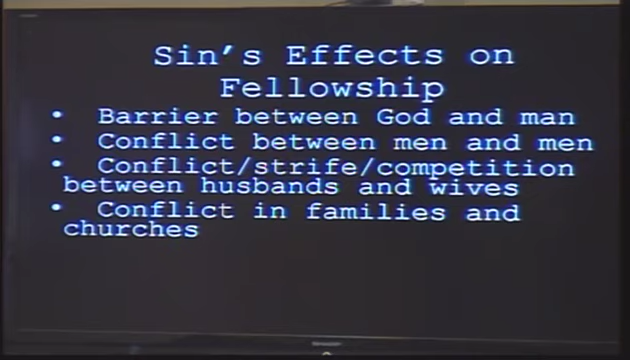 Sin's Effects on
Fellowship
• Barrier between God and man
• Conflict between men and men
• Conflict/strife/competition
between husbands and wives
• Conflict in families and
churches